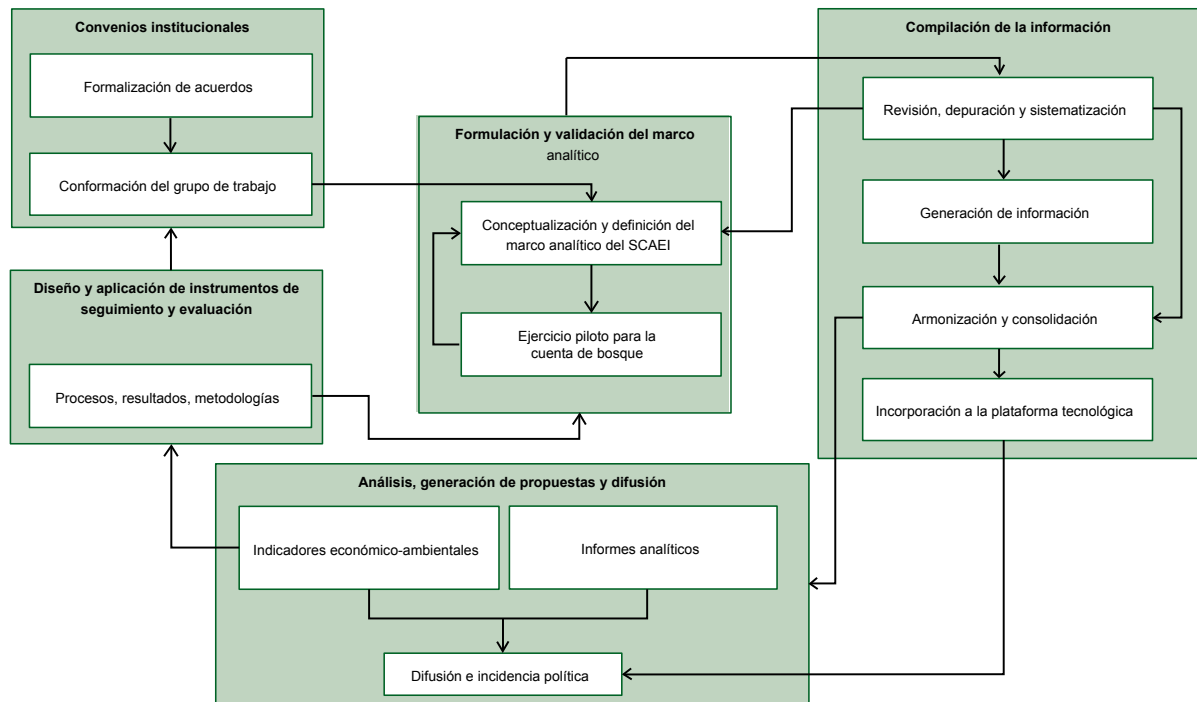 Convenios institucionales
Formalización de acuerdos
Conformación del grupo de trabajo
Diseño y aplicación de instrumentos de
seguimiento y evaluación
Procesos, resultados, metodologías
Formulación y validación del marco
analítico
Conceptualización y definición del
marco analítico del SCAEI
Ejercicio piloto para la
cuenta de bosque
Compilación de la información
Revisión, depuración y sistematización
Generación de información
Armonización y consolidación
Incorporación a la plataforma tecnológica
Análisis, generación de propuestas y difusión
Indicadores económico-ambientales
Informes analíticos
Difusión e incidencia política